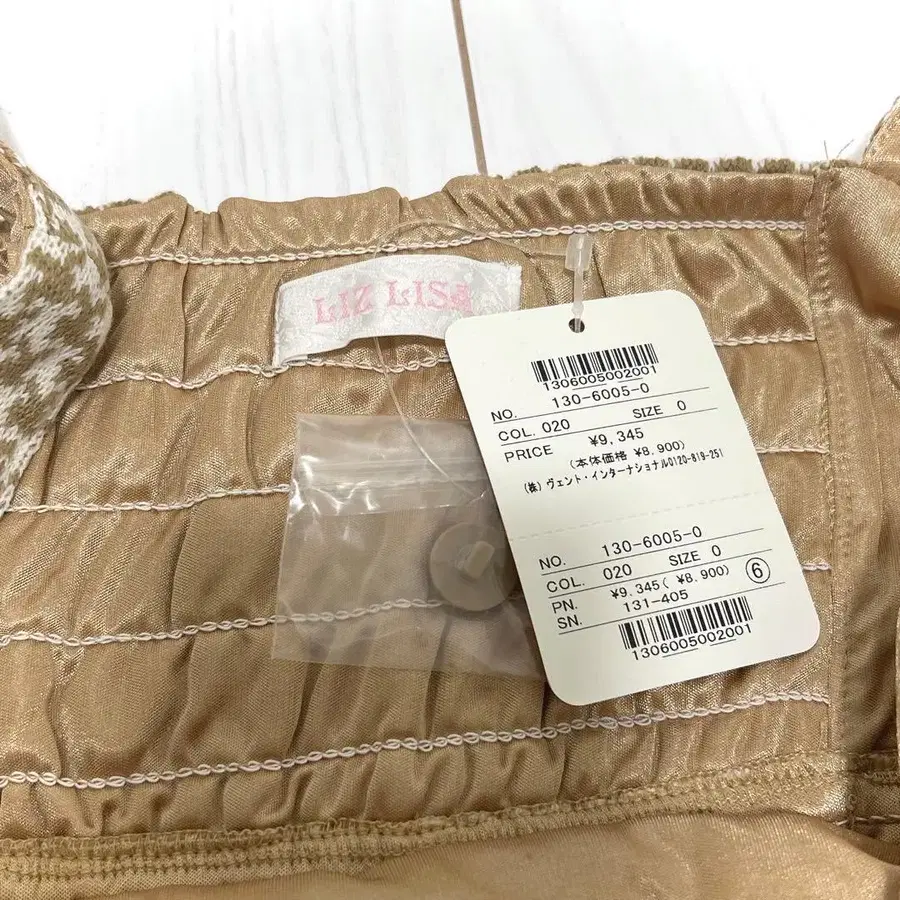 LIZ LISA
1306005002001
NO. 130-6005-0
COL. 020 SIZE 0
PRICE ¥9,345
(本体価格 ¥8,900)
(株)ヴェント・インターナショナル0120-819-251
NO. 130-6005-0
COL. 020 SIZE 0
PN. ¥9,345( ¥8,900) ⑥
SN. 131-405
1306005002001